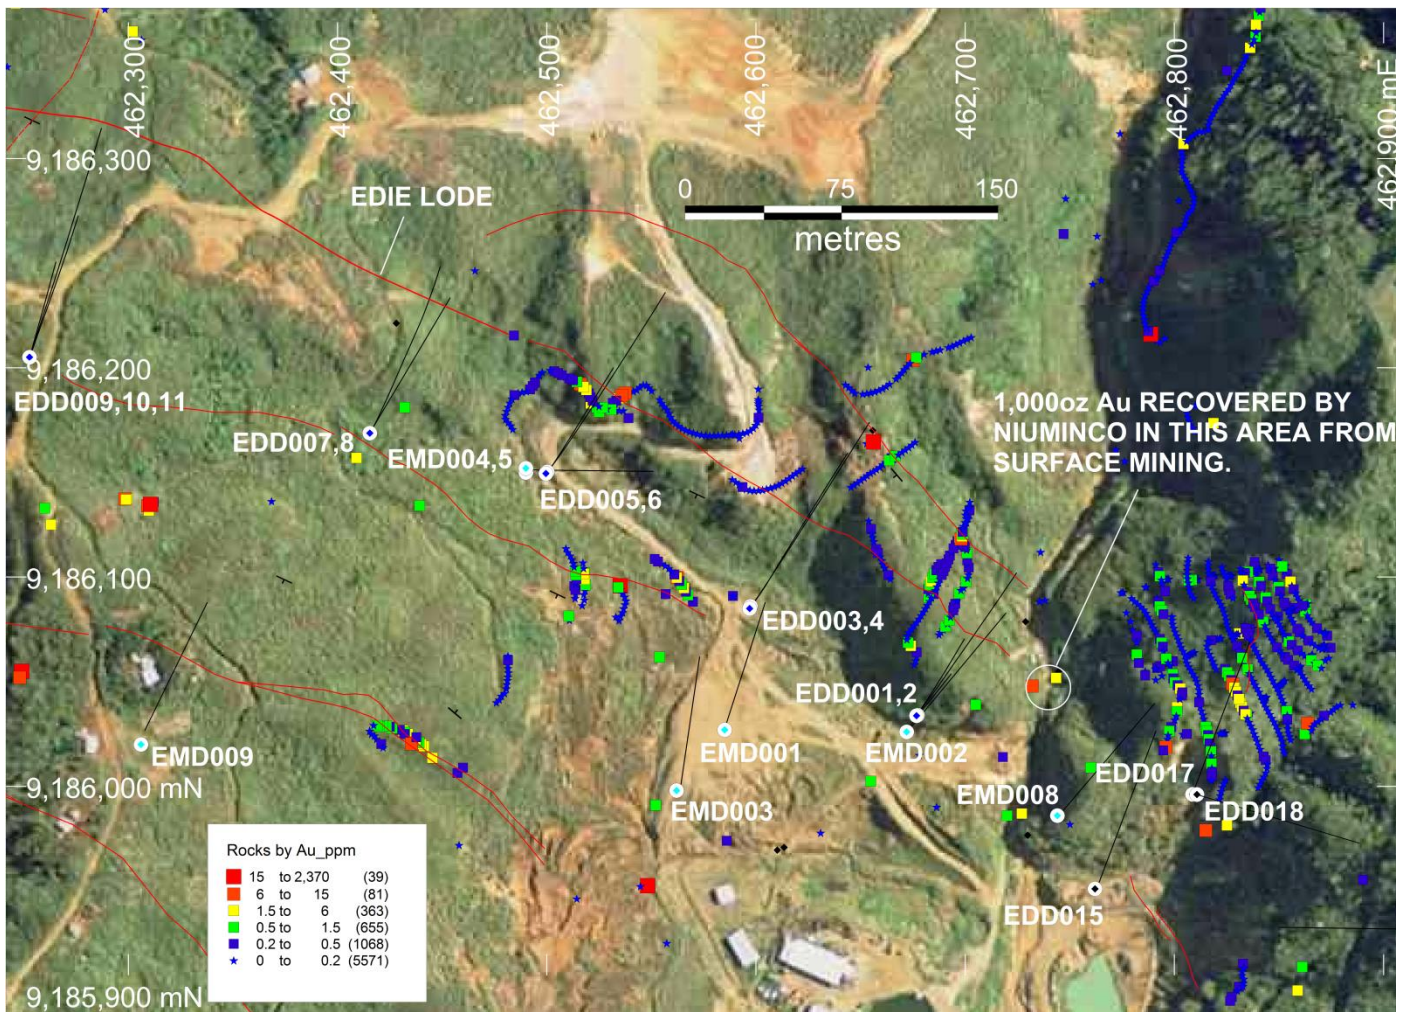 462,300
462,400
462,500
462,600
462,700
462,800
462,900 mE
9,186,300
EDIE LODE
0 75 150
metres
9,186,200
EDD009,10,11
1,000oz Au RECOVERED BY
NIUMINCO IN THIS AREA FROM
SURFACE MINING.
EDD007,8
EMD004,5
EDD005,6
9,186,100
EDD003,4
EDD001,2
EMD009
EMD001
EMD002
EDD017
9,186,000 mN
EMD003
EMD008
EDD018
Rocks by Au_ppm
15 to 2,370 (39)
6 to 15 (81)
1.5 to 6 (363)
0.5 to 1.5 (655)
0.2 to 0.5 (1068)
0 to 0.2 (5571)
EDD015
9,185,900 mN